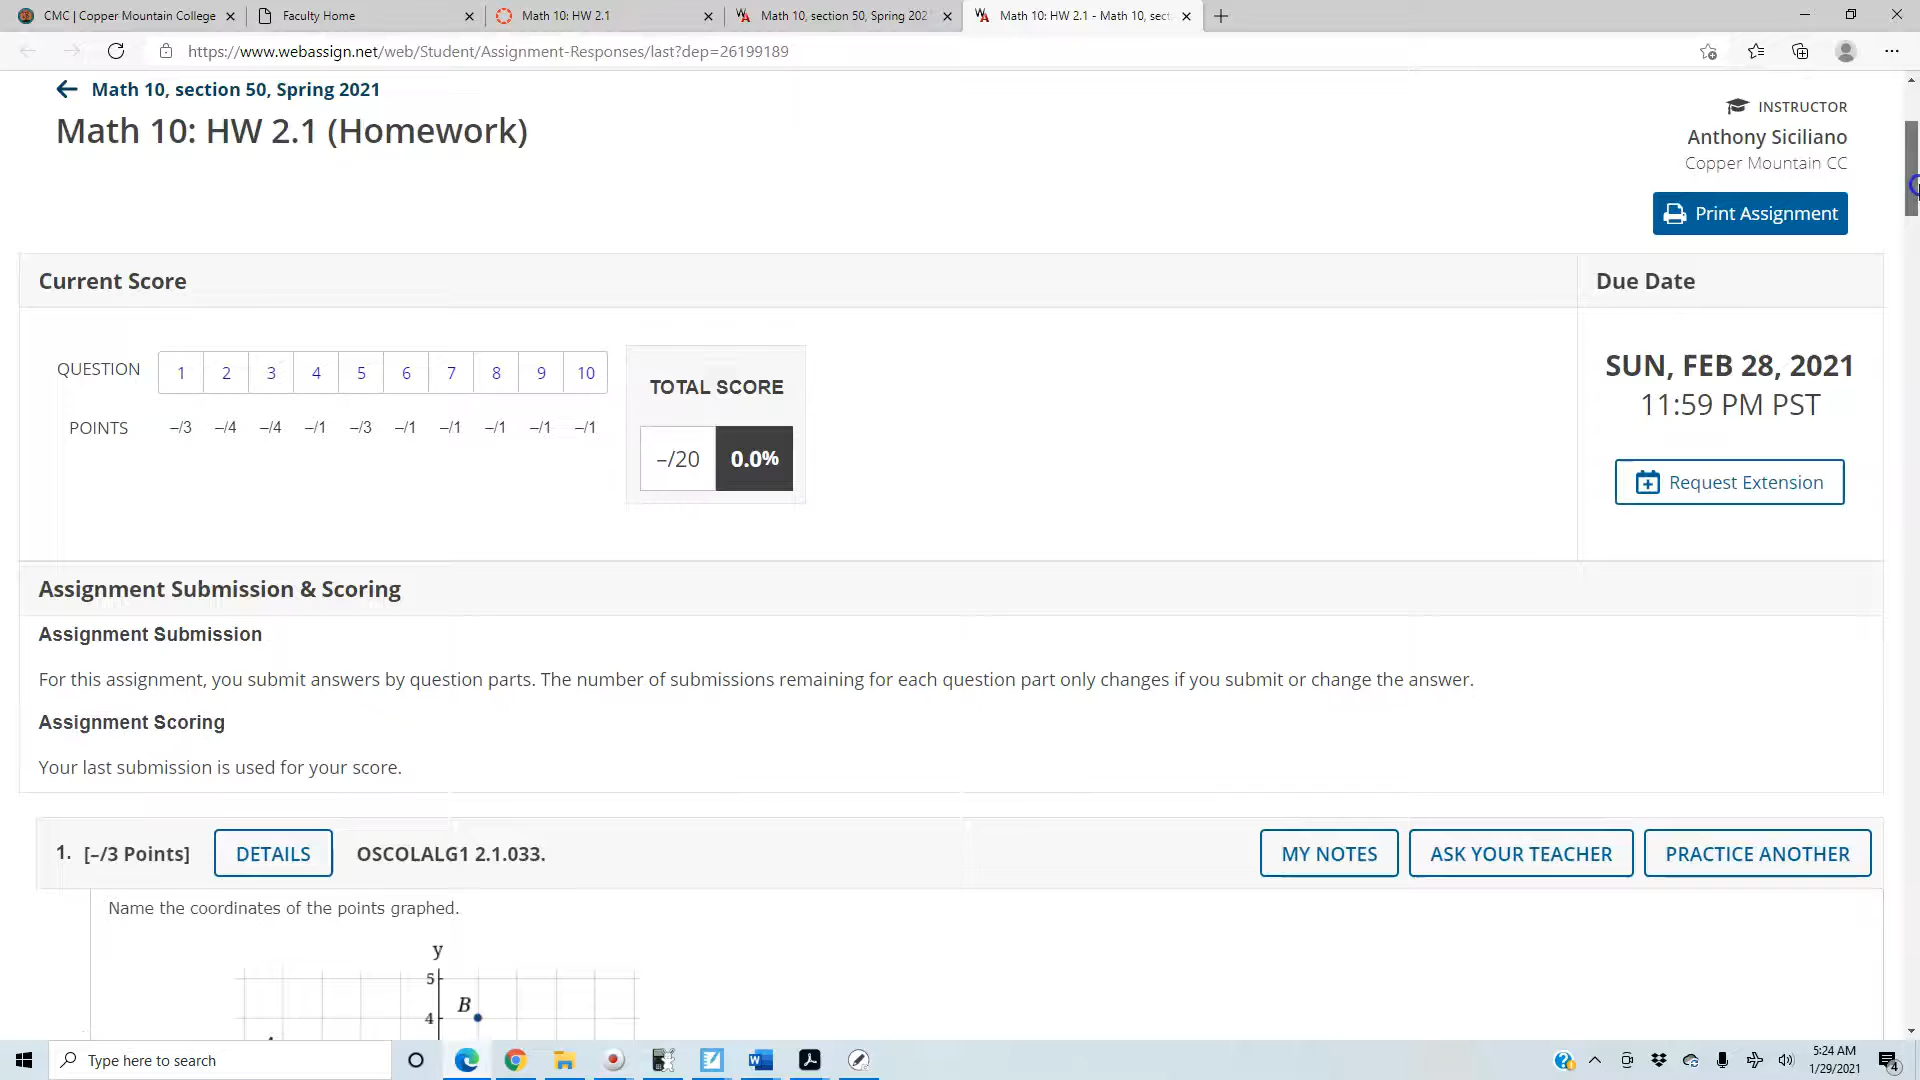 CMC | Copper Mountain College
Faculty Home
Math 10: HW 2.1
Math 10, section 50, Spring 202
Math 10: HW 2.1 - Math 10, sect
https://www.webassign.net/web/Student/Assignment-Responses/last?dep=26199189
Math 10, section 50, Spring 2021
Math 10: HW 2.1 (Homework)
INSTRUCTOR
Anthony Siciliano
Copper Mountain CC
Print Assignment
Current Score
Due Date
QUESTION 1 2 3 4 5 6 7 8 9 10
POINTS –/3 –/4 –/4 –/1 –/3 –/1 –/1 –/1 –/1 –/1
TOTAL SCORE
–/20 0.0%
SUN, FEB 28, 2021
11:59 PM PST
Request Extension
Assignment Submission & Scoring
Assignment Submission
For this assignment, you submit answers by question parts. The number of submissions remaining for each question part only changes if you submit or change the answer.
Assignment Scoring
Your last submission is used for your score.
1. [–/3 Points] DETAILS OSCOLALG1 2.1.033. MY NOTES ASK YOUR TEACHER PRACTICE ANOTHER
Name the coordinates of the points graphed.
y
5
B
4
Type here to search
5:24 AM
1/29/2021
4